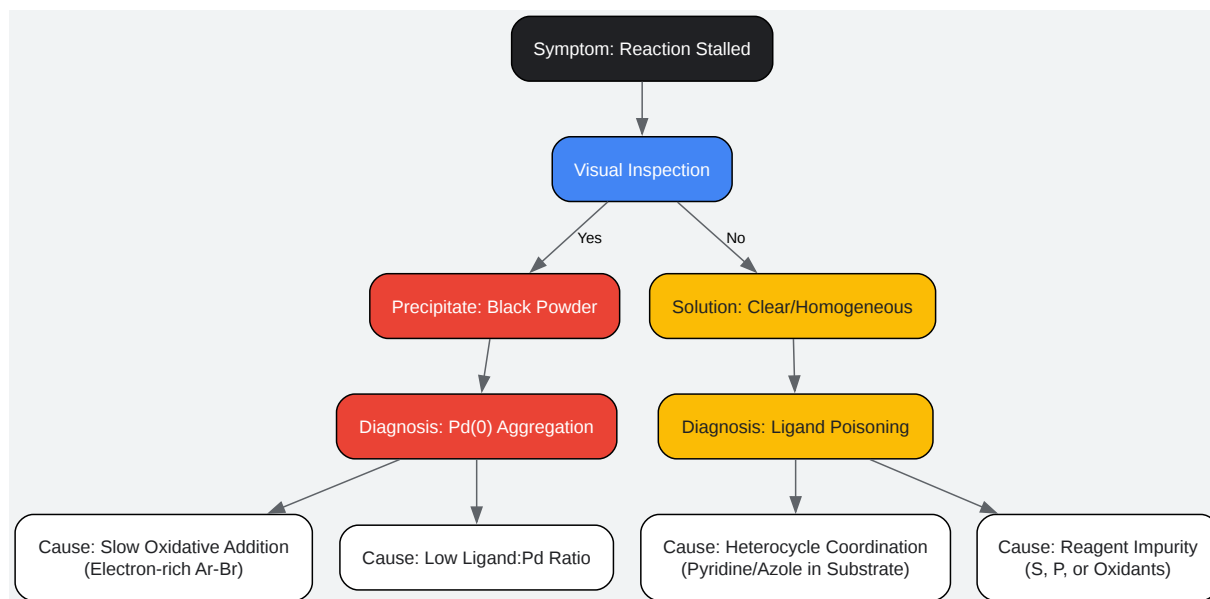 Symptom: Reaction Stalled
Visual Inspection
Yes
No
Precipitate: Black Powder
Solution: Clear/Homogeneous
Diagnosis: Pd(0) Aggregation
Diagnosis: Ligand Poisoning
Cause: Slow Oxidative Addition
(Electron-rich Ar-Br)
Cause: Low Ligand:Pd Ratio
Cause: Heterocycle Coordination
(Pyridine/Azole in Substrate)
Cause: Reagent Impurity
(S, P, or Oxidants)